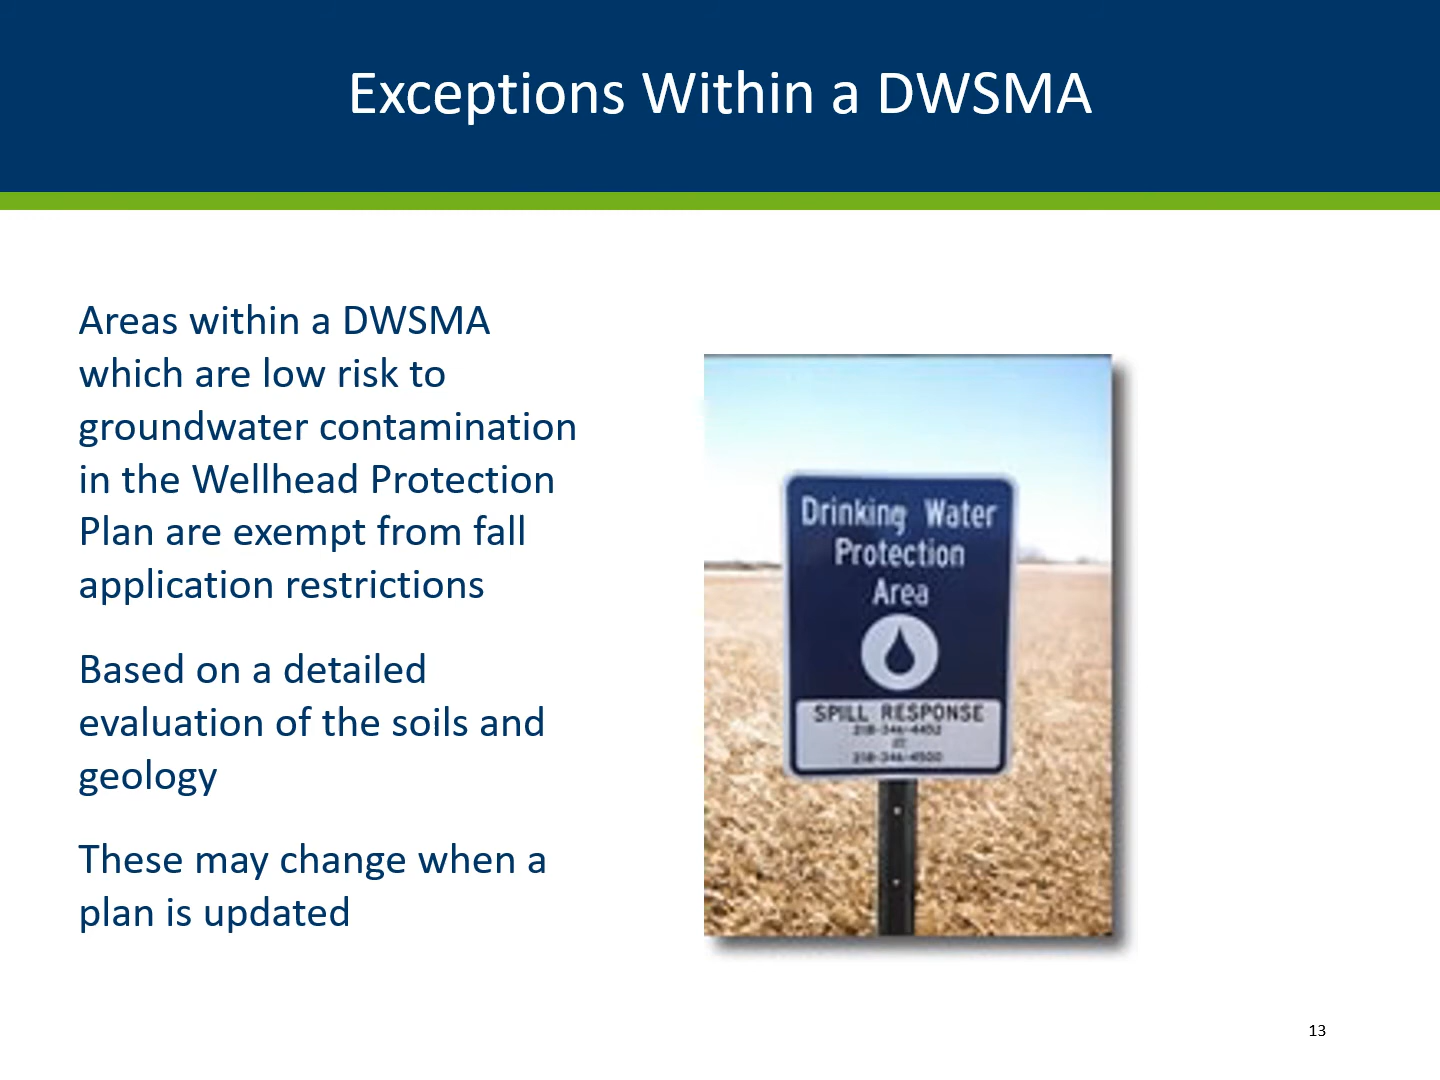 Exceptions Within a DWSMA
Areas within a DWSMA
which are low risk to
groundwater contamination
in the Wellhead Protection
Plan are exempt from fall
application restrictions
Based on a detailed
evaluation of the soils and
geology
These may change when a
plan is updated
Drinking Water
Protection
Area
SPILL RESPONSE
13